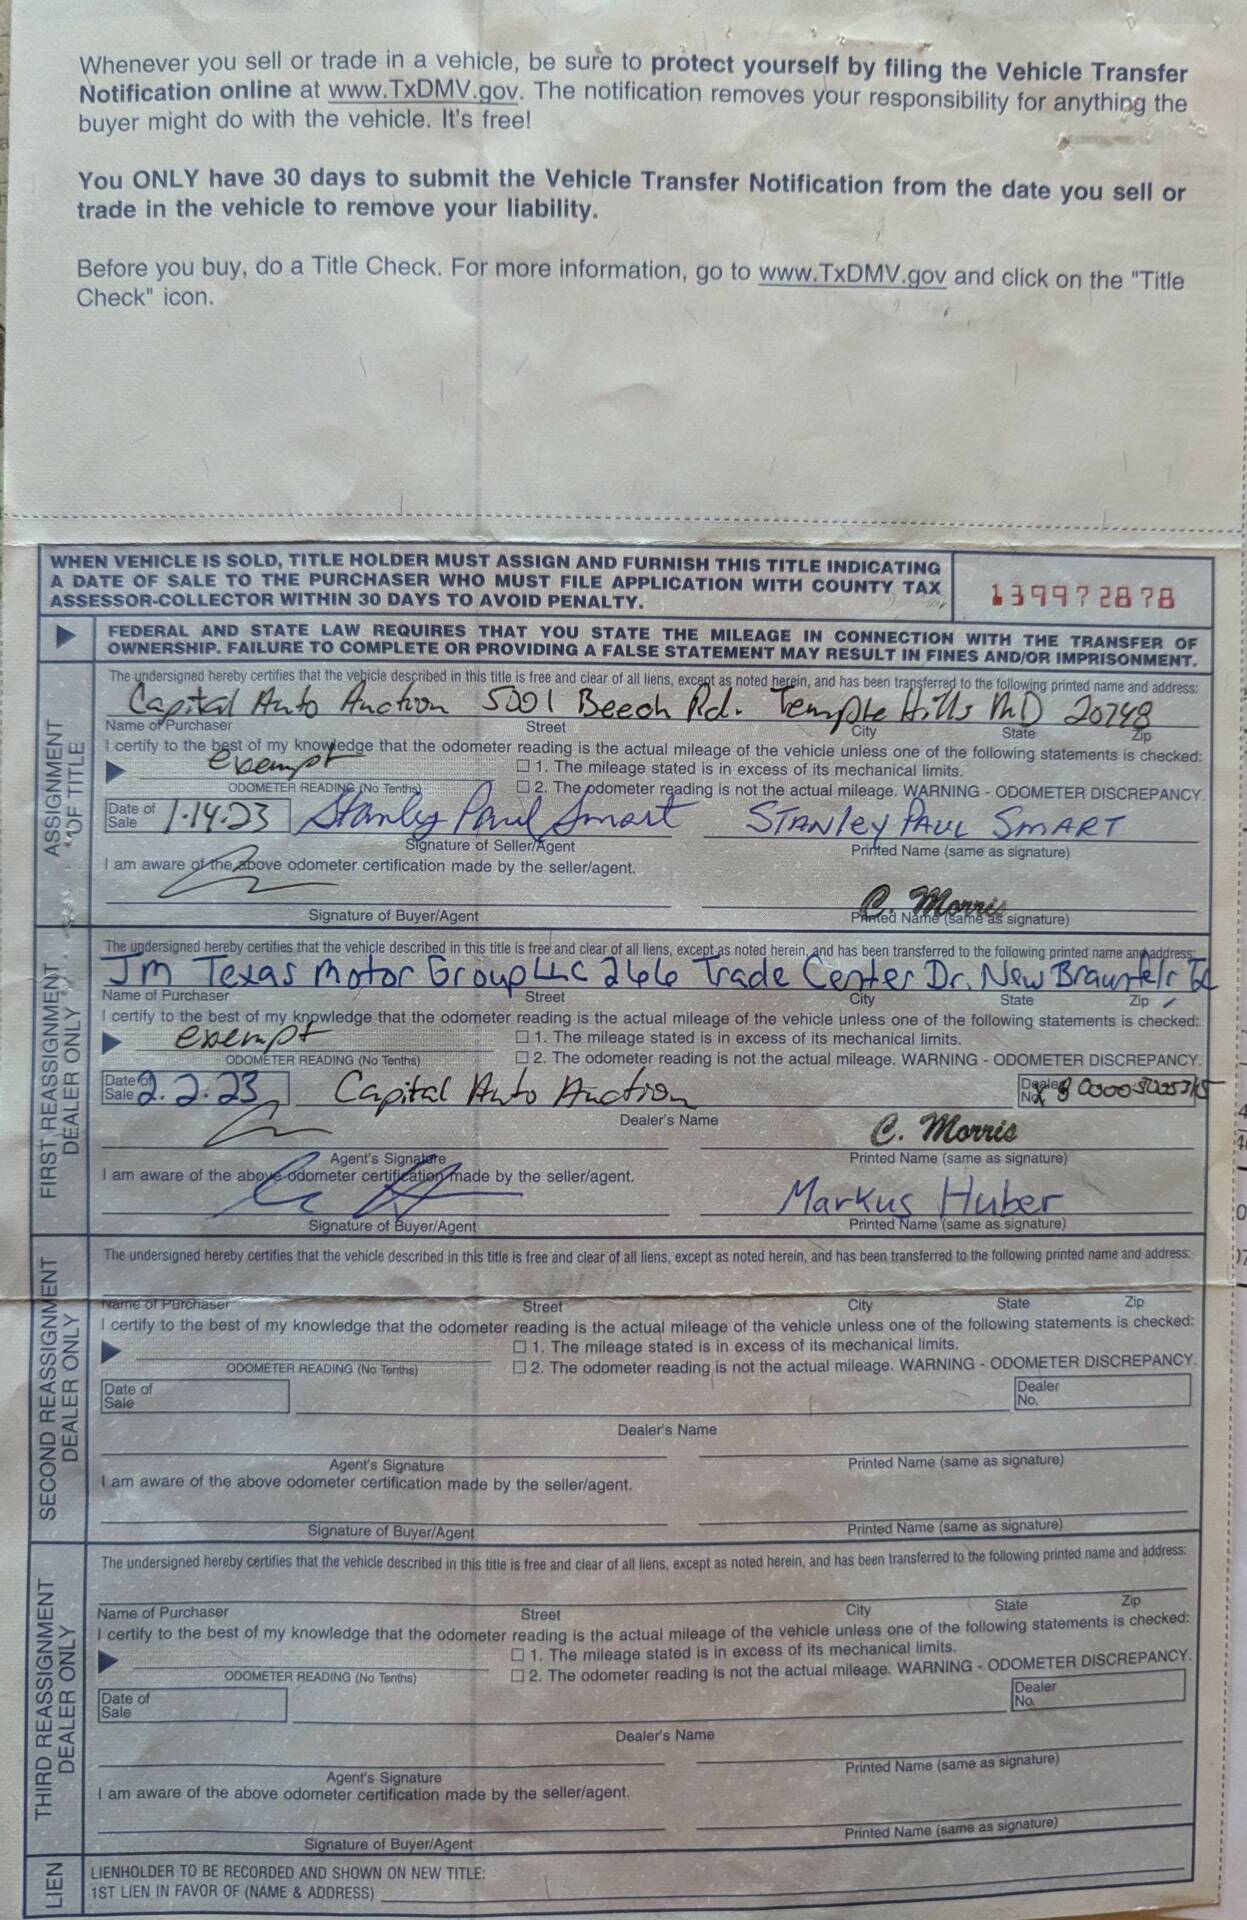 Whenever you sell or trade in a vehicle, be sure to protect yourself by filing the Vehicle Transfer
Notification online at www.TxDMV.gov. The notification removes your responsibility for anything the
buyer might do with the vehicle. It's free!
You ONLY have 30 days to submit the Vehicle Transfer Notification from the date you sell or
trade in the vehicle to remove your liability.
Before you buy, do a Title Check. For more information, go to www.TxDMV.gov and click on the "Title
Check" icon.
WHEN VEHICLE IS SOLD, TITLE HOLDER MUST ASSIGN AND FURNISH THIS TITLE INDICATING
A DATE OF SALE TO THE PURCHASER WHO MUST FILE APPLICATION WITH COUNTY TAX
ASSESSOR-COLLECTOR WITHIN 30 DAYS TO AVOID PENALTY.
139972878
FEDERAL AND STATE LAW REQUIRES THAT YOU STATE THE MILEAGE IN CONNECTION WITH THE TRANSFER OF
OWNERSHIP. FAILURE TO COMPLETE OR PROVIDING A FALSE STATEMENT MAY RESULT IN FINES AND/OR IMPRISONMENT.
ASSIGNMENT
OF TITLE
The undersigned hereby certifies that the vehicle described in this title is free and clear of all liens, except as noted herein, and has been transferred to the following printed name and address:
Capital Auto Auction 5001 Beech Rd. Temple Hills MD 20748
Name of Purchaser Street City State Zip
I certify to the best of my knowledge that the odometer reading is the actual mileage of the vehicle unless one of the following statements is checked:
exempt ☐ 1. The mileage stated is in excess of its mechanical limits.
ODOMETER READING (No Tenths) ☐ 2. The odometer reading is not the actual mileage. WARNING - ODOMETER DISCREPANCY.
Date of
Sale 1-14-23 Stanley Paul Smart STANLEY PAUL SMART
Signature of Seller/Agent Printed Name (same as signature)
I am aware of the above odometer certification made by the seller/agent.
C. Morris
Signature of Buyer/Agent Printed Name (same as signature)
FIRST REASSIGNMENT
DEALER ONLY
The undersigned hereby certifies that the vehicle described in this title is free and clear of all liens, except as noted herein, and has been transferred to the following printed name and address:
JM Texas Motor Group LLC 266 Trade Center Dr. New Braunfels
Name of Purchaser Street City State Zip
I certify to the best of my knowledge that the odometer reading is the actual mileage of the vehicle unless one of the following statements is checked:
exempt ☐ 1. The mileage stated is in excess of its mechanical limits.
ODOMETER READING (No Tenths) ☐ 2. The odometer reading is not the actual mileage. WARNING - ODOMETER DISCREPANCY.
Date of
Sale 2.2.23 Capital Auto Auction Dealer No.
Dealer's Name
C. Morris
Agent's Signature Printed Name (same as signature)
I am aware of the above odometer certification made by the seller/agent.
Markus Huber
Signature of Buyer/Agent Printed Name (same as signature)
SECOND REASSIGNMENT
DEALER ONLY
The undersigned hereby certifies that the vehicle described in this title is free and clear of all liens, except as noted herein, and has been transferred to the following printed name and address:
Name of Purchaser Street City State Zip
I certify to the best of my knowledge that the odometer reading is the actual mileage of the vehicle unless one of the following statements is checked:
☐ 1. The mileage stated is in excess of its mechanical limits.
ODOMETER READING (No Tenths) ☐ 2. The odometer reading is not the actual mileage. WARNING - ODOMETER DISCREPANCY.
Date of
Sale
Dealer
No.
Dealer's Name
Agent's Signature Printed Name (same as signature)
I am aware of the above odometer certification made by the seller/agent.
Signature of Buyer/Agent Printed Name (same as signature)
THIRD REASSIGNMENT
DEALER ONLY
The undersigned hereby certifies that the vehicle described in this title is free and clear of all liens, except as noted herein, and has been transferred to the following printed name and address:
Name of Purchaser Street City State Zip
I certify to the best of my knowledge that the odometer reading is the actual mileage of the vehicle unless one of the following statements is checked:
☐ 1. The mileage stated is in excess of its mechanical limits.
ODOMETER READING (No Tenths) ☐ 2. The odometer reading is not the actual mileage. WARNING - ODOMETER DISCREPANCY.
Date of
Sale
Dealer
No.
Dealer's Name
Agent's Signature Printed Name (same as signature)
I am aware of the above odometer certification made by the seller/agent.
Signature of Buyer/Agent Printed Name (same as signature)
LIEN
LIENHOLDER TO BE RECORDED AND SHOWN ON NEW TITLE:
1ST LIEN IN FAVOR OF (NAME & ADDRESS)